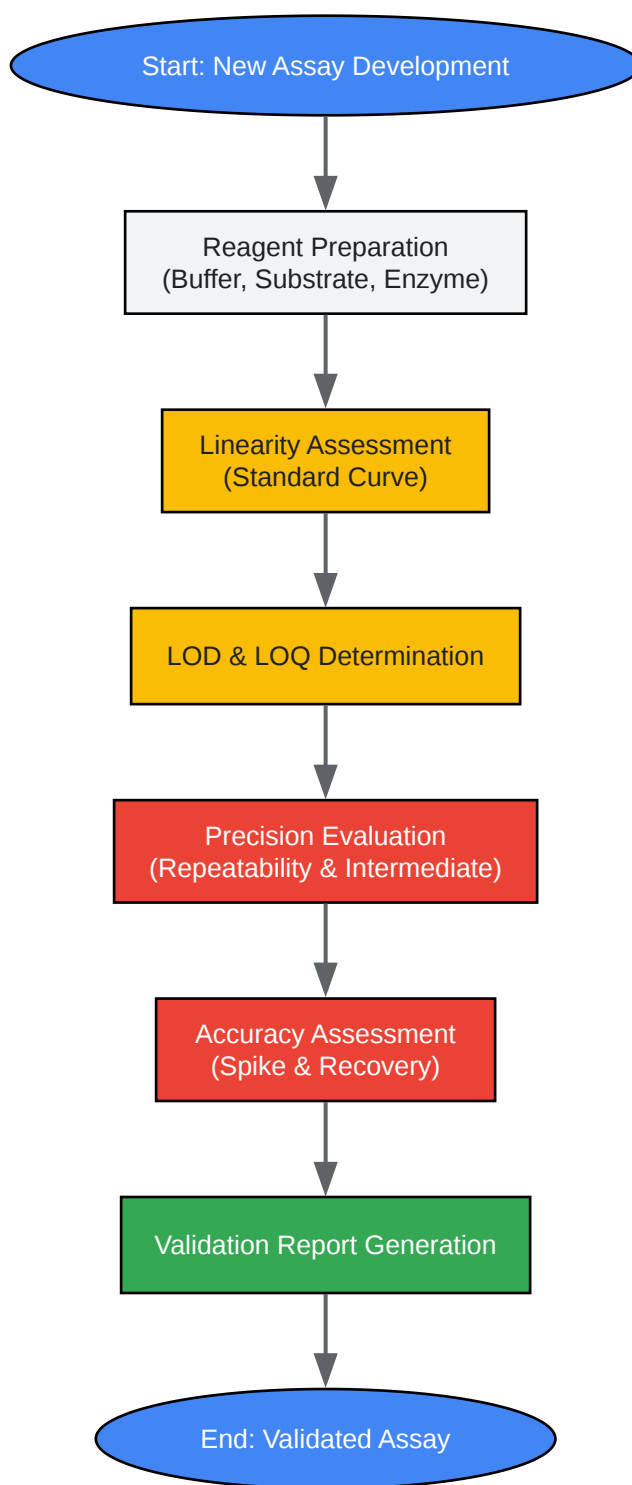 Start: New Assay Development
Reagent Preparation
(Buffer, Substrate, Enzyme)
Linearity Assessment
(Standard Curve)
LOD & LOQ Determination
Precision Evaluation
(Repeatability & Intermediate)
Accuracy Assessment
(Spike & Recovery)
Validation Report Generation
End: Validated Assay